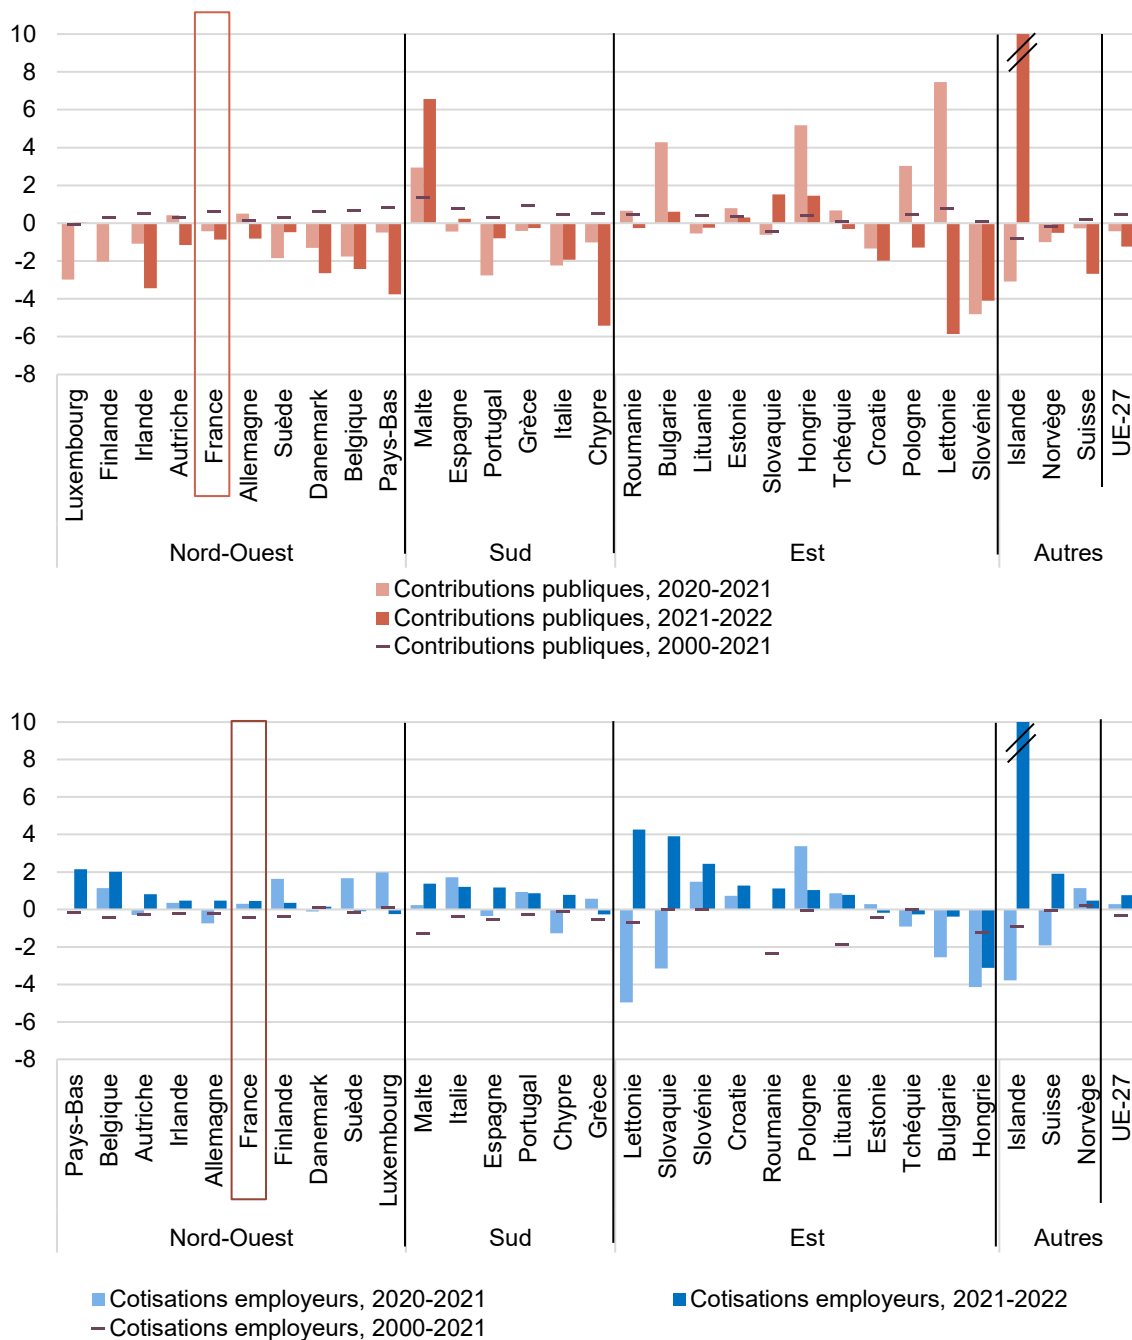 10
8
6
4
2
0
-2
-4
-6
-8
Luxembourg
Finlande
Irlande
Autriche
France
Allemagne
Suède
Danemark
Belgique
Pays-Bas
Malte
Espagne
Portugal
Grèce
Italie
Chypre
Roumanie
Bulgarie
Lituanie
Estonie
Slovaquie
Hongrie
Tchéquie
Croatie
Pologne
Lettonie
Slovénie
Islande
Norvège
Suisse
UE-27
Nord-Ouest
Sud
Est
Autres
Contributions publiques, 2020-2021
Contributions publiques, 2021-2022
Contributions publiques, 2000-2021
10
8
6
4
2
0
-2
-4
-6
-8
Pays-Bas
Belgique
Autriche
Irlande
Allemagne
France
Finlande
Danemark
Suède
Luxembourg
Malte
Italie
Espagne
Portugal
Chypre
Grèce
Lettonie
Slovaquie
Slovénie
Croatie
Roumanie
Pologne
Lituanie
Estonie
Tchéquie
Bulgarie
Hongrie
Islande
Suisse
Norvège
UE-27
Nord-Ouest
Sud
Est
Autres
Cotisations employeurs, 2020-2021
Cotisations employeurs, 2021-2022
Cotisations employeurs, 2000-2021